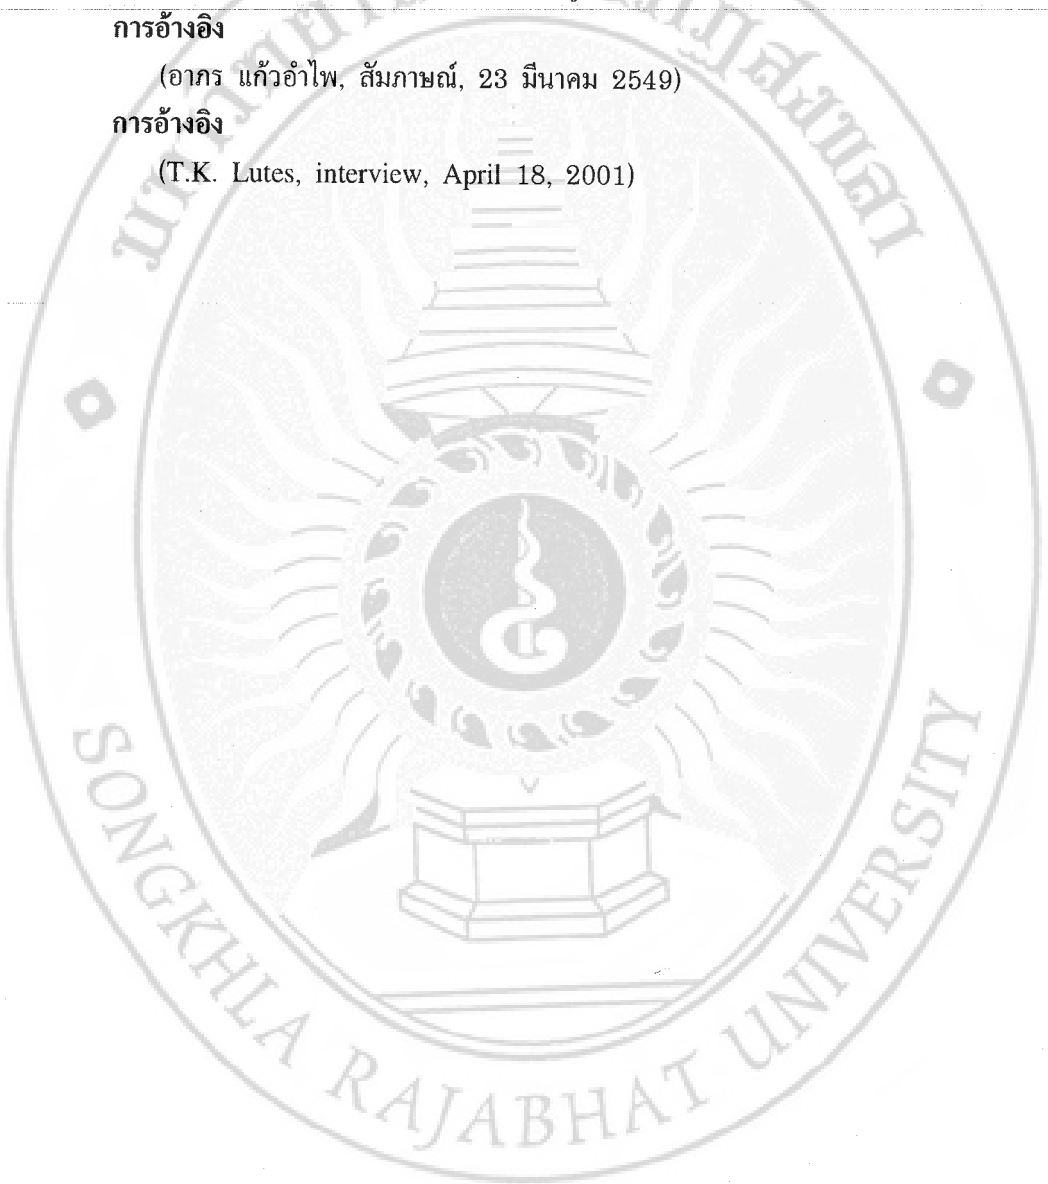 การอ้างอิง
(อาภร แก้วอำไพ, สัมภาษณ์, 23 มีนาคม 2549)
การอ้างอิง
(T.K. Lutes, interview, April 18, 2001)
SONGKHLA RAJABHAT UNIVERSITY